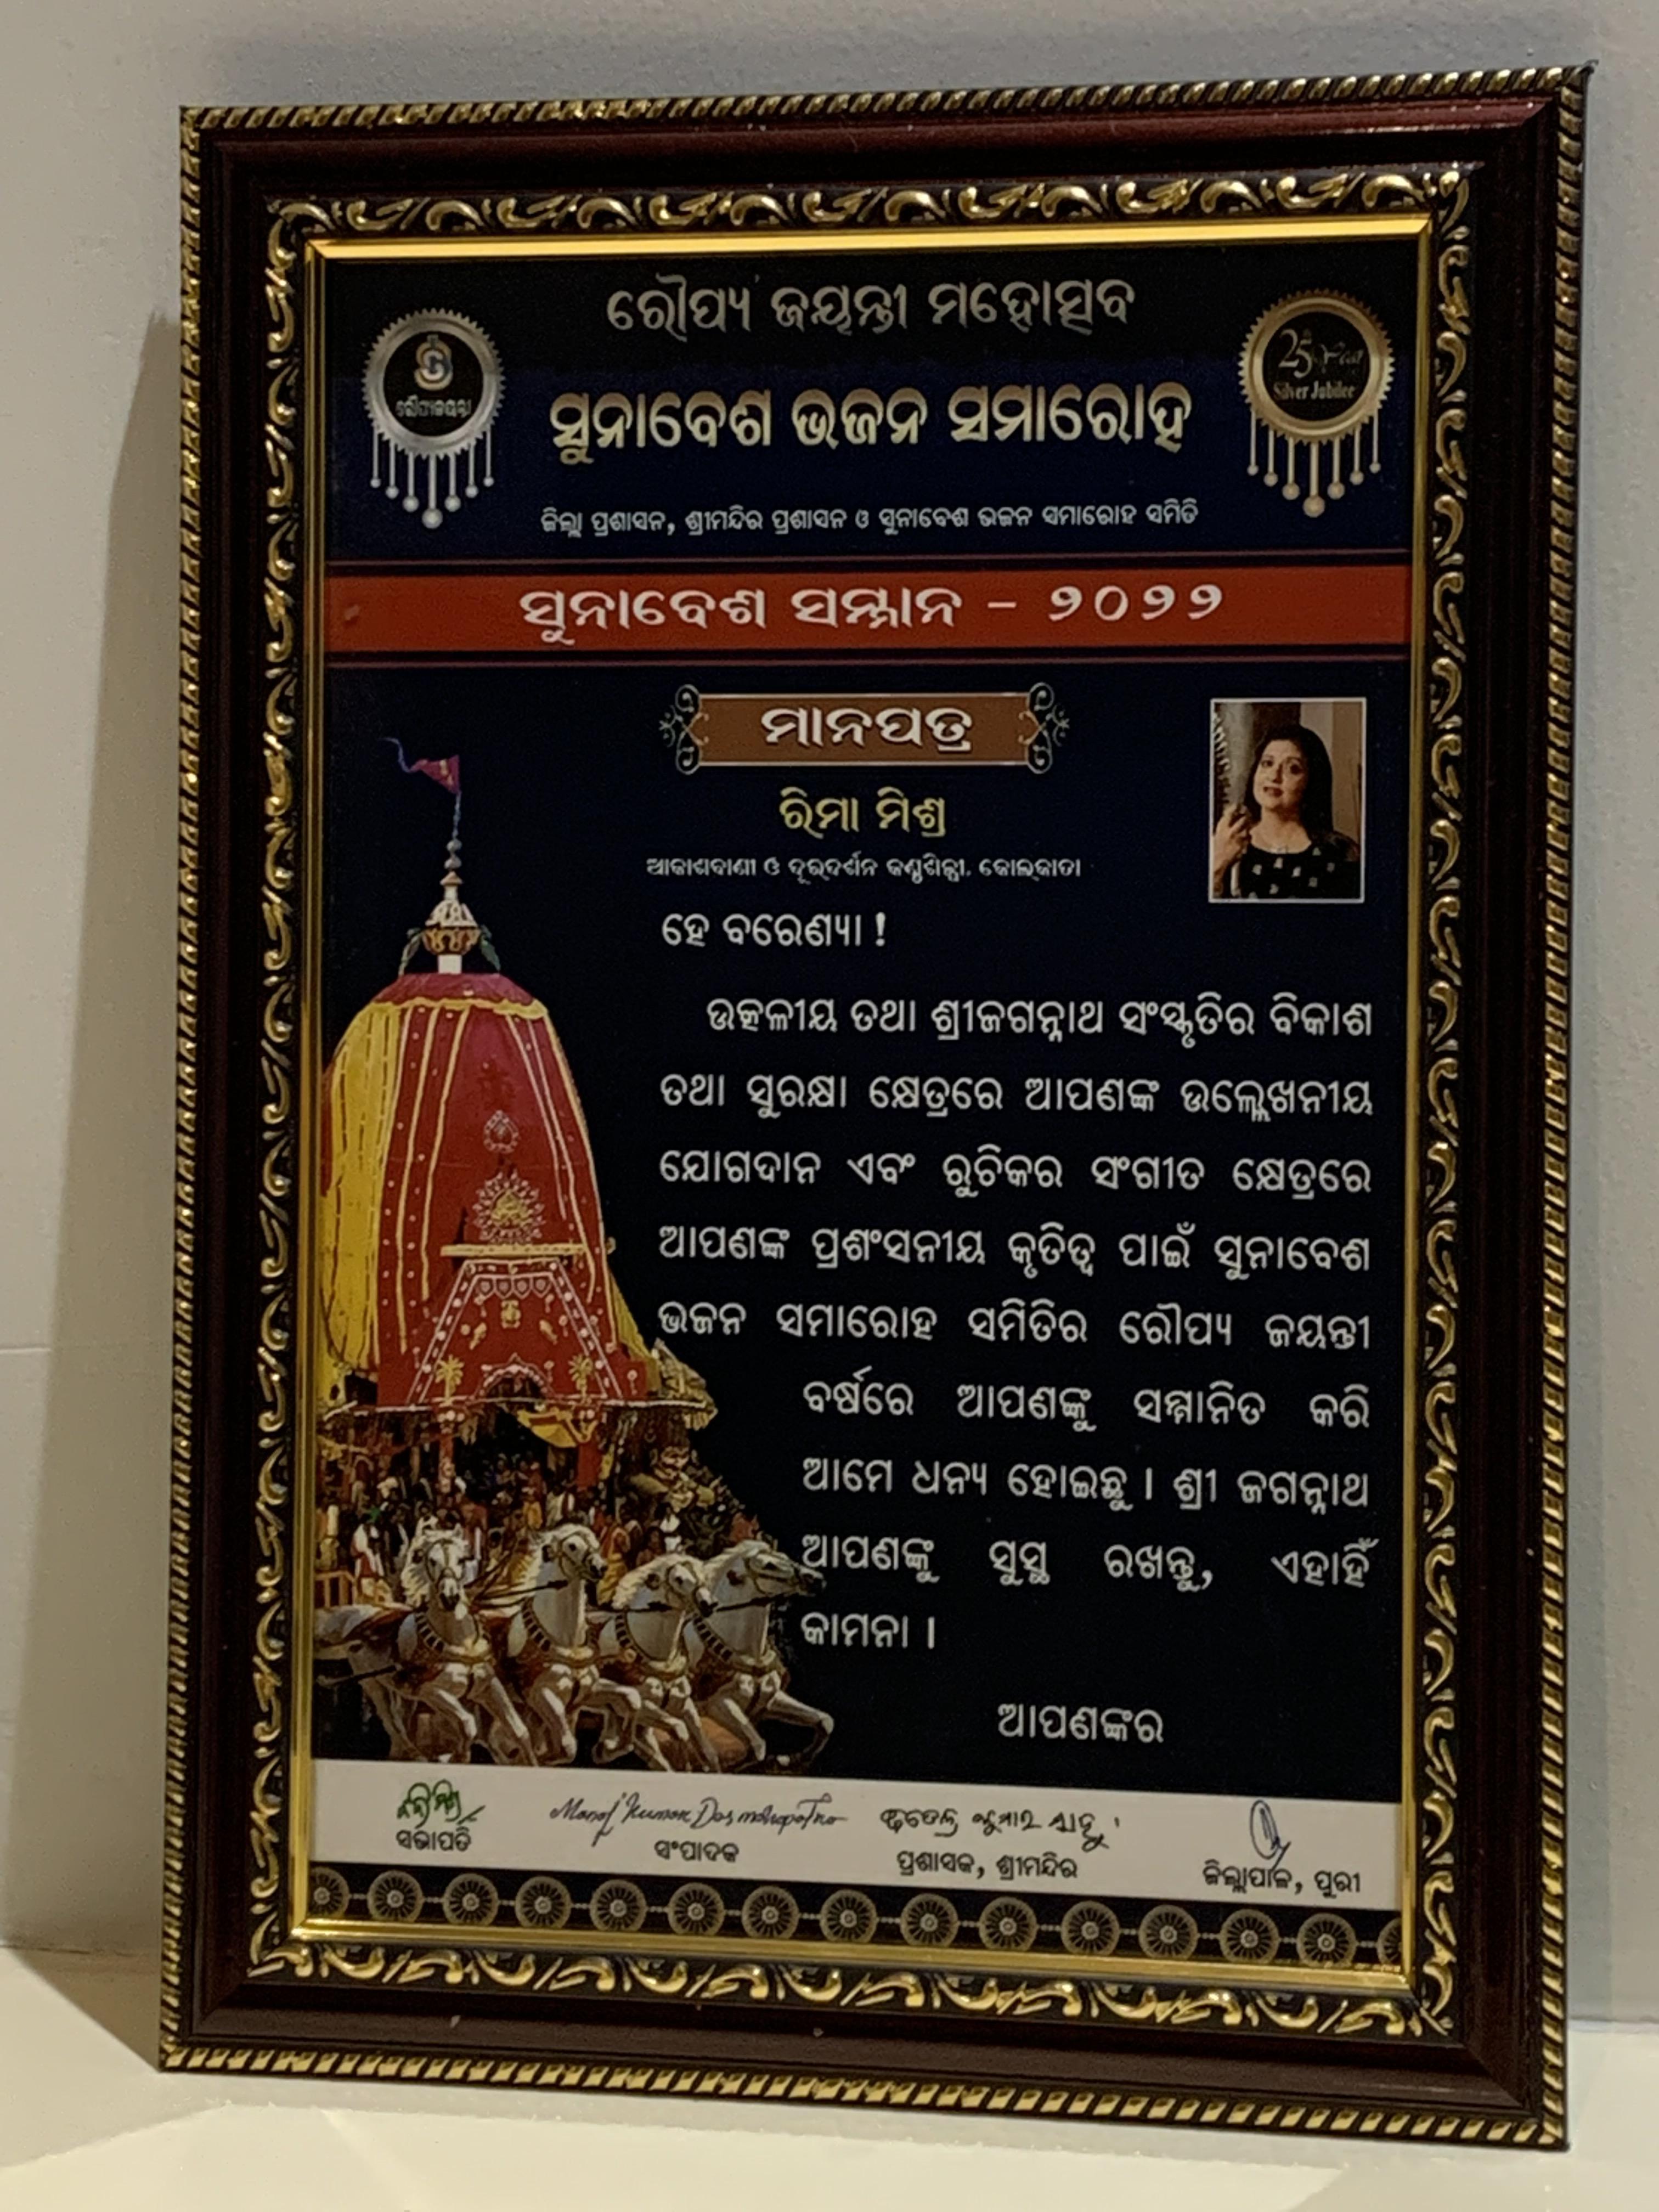 ରୌପ୍ୟ ଜୟନ୍ତୀ ମହୋତ୍ସବ
ରୌପ୍ୟଜୟନ୍ତୀ
25 Year
Silver Jubilee
ସୁନାବେଶ ଭଜନ ସମାରୋହ
ଜିଲ୍ଲା ପ୍ରଶାସନ, ଶ୍ରୀମନ୍ଦିର ପ୍ରଶାସନ ଓ ସୁନାବେଶ ଭଜନ ସମାରୋହ ସମିତି
ସୁନାବେଶ ସମ୍ମାନ - ୨୦୨୨
ମାନପତ୍ର
ରିମା ମିଶ୍ର
ଆକାଶବାଣୀ ଓ ଦୂରଦର୍ଶନ କଣ୍ଠଶିଳ୍ପୀ, କୋଲକାତା
ହେ ବରେଣ୍ୟା !
ଉତ୍କଳୀୟ ତଥା ଶ୍ରୀଜଗନ୍ନାଥ ସଂସ୍କୃତିର ବିକାଶ
ତଥା ସୁରକ୍ଷା କ୍ଷେତ୍ରରେ ଆପଣଙ୍କ ଉଲ୍ଲେଖନୀୟ
ଯୋଗଦାନ ଏବଂ ରୁଚିକର ସଂଗୀତ କ୍ଷେତ୍ରରେ
ଆପଣଙ୍କ ପ୍ରଶଂସନୀୟ କୃତିତ୍ୱ ପାଇଁ ସୁନାବେଶ
ଭଜନ ସମାରୋହ ସମିତିର ରୌପ୍ୟ ଜୟନ୍ତୀ
ବର୍ଷରେ ଆପଣଙ୍କୁ ସମ୍ମାନିତ କରି
ଆମେ ଧନ୍ୟ ହୋଇଛୁ । ଶ୍ରୀ ଜଗନ୍ନାଥ
ଆପଣଙ୍କୁ ସୁସ୍ଥ ରଖନ୍ତୁ, ଏହାହିଁ
କାମନା ।
ଆପଣଙ୍କର
Manoj Kumar Das mohapatra
ସଭାପତି
ସଂପାଦକ
ପ୍ରଶାସକ, ଶ୍ରୀମନ୍ଦିର
ଜିଲ୍ଲାପାଳ, ପୁରୀ